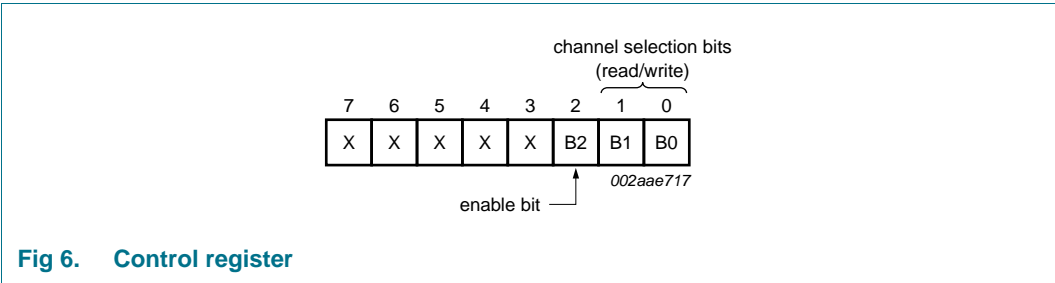 channel selection bits
(read/write)
7 6 5 4 3 2 1 0
X X X X X B2 B1 B0
002aae717
enable bit
Fig 6. Control register